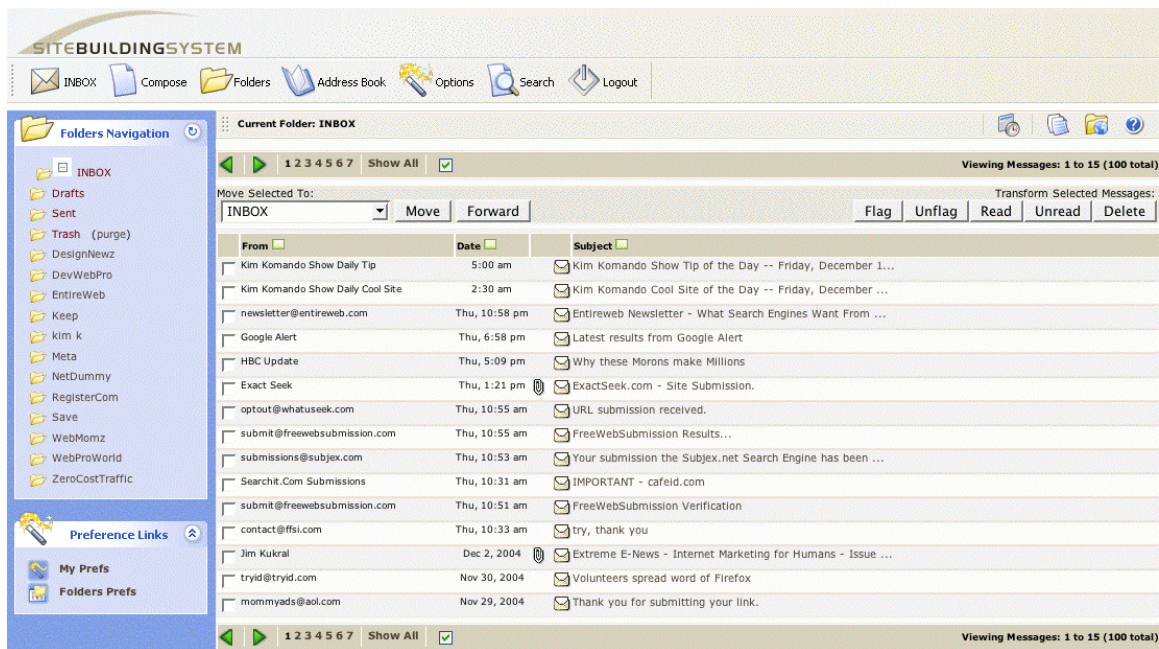 SITEBUILDINGSYSTEM
INBOX Compose Folders Address Book Options Search Logout
Folders Navigation
INBOX
Drafts
Sent
Trash (purge)
DesignNewz
DevWebPro
EntireWeb
Keep
kim k
Meta
NetDummy
RegisterCom
Save
WebMomz
WebProWorld
ZeroCostTraffic
Preference Links
My Prefs
Folders Prefs
Current Folder: INBOX
1 2 3 4 5 6 7 Show All Viewing Messages: 1 to 15 (100 total)
Move Selected To: Transform Selected Messages:
INBOX Move Forward Flag Unflag Read Unread Delete
From Date Subject
Kim Komando Show Daily Tip 5:00 am Kim Komando Show Tip of the Day -- Friday, December 1...
Kim Komando Show Daily Cool Site 2:30 am Kim Komando Cool Site of the Day -- Friday, December ...
newsletter@entireweb.com Thu, 10:58 pm Entireweb Newsletter - What Search Engines Want From ...
Google Alert Thu, 6:58 pm Latest results from Google Alert
HBC Update Thu, 5:09 pm Why these Morons make Millions
Exact Seek Thu, 1:21 pm ExactSeek.com - Site Submission.
optout@whatuseek.com Thu, 10:55 am URL submission received.
submit@freewebsubmission.com Thu, 10:55 am FreeWebSubmission Results...
submissions@subjex.com Thu, 10:53 am Your submission the Subjex.net Search Engine has been ...
Searchit.Com Submissions Thu, 10:31 am IMPORTANT - cafeid.com
submit@freewebsubmission.com Thu, 10:51 am FreeWebSubmission Verification
contact@ffsi.com Thu, 10:33 am try, thank you
Jim Kukral Dec 2, 2004 Extreme E-News - Internet Marketing for Humans - Issue ...
tryid@tryid.com Nov 30, 2004 Volunteers spread word of Firefox
mommyads@aol.com Nov 29, 2004 Thank you for submitting your link.
1 2 3 4 5 6 7 Show All Viewing Messages: 1 to 15 (100 total)